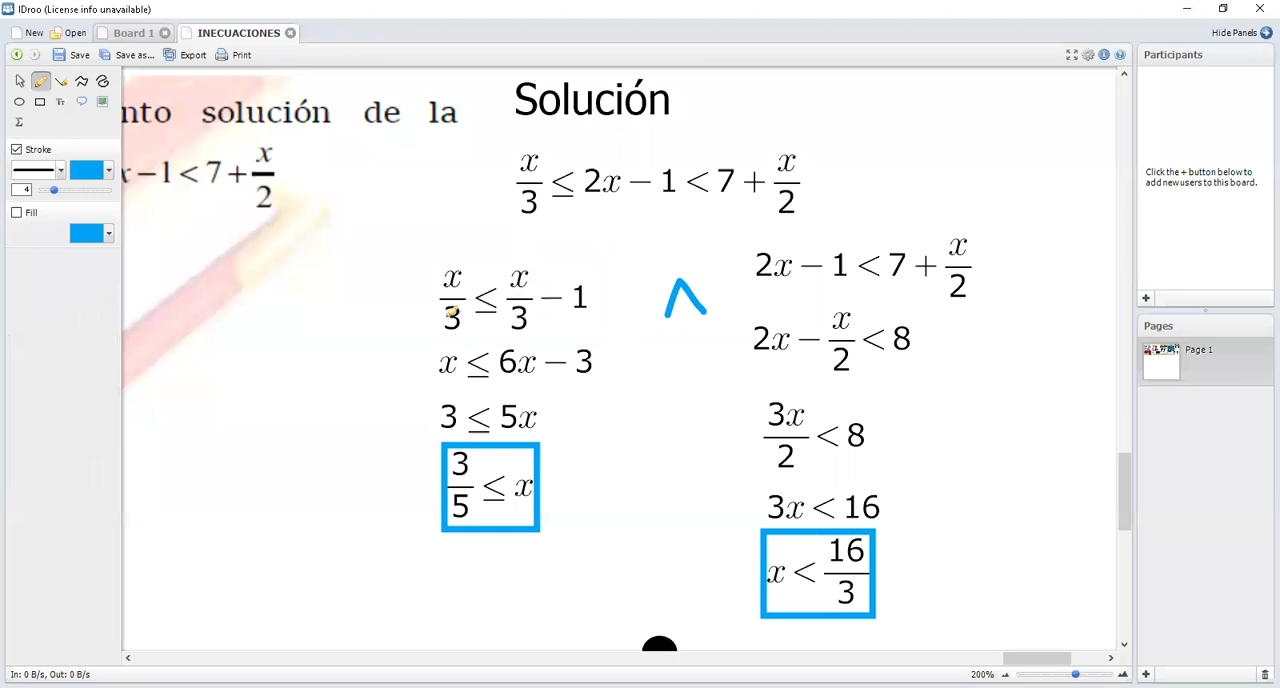 IDroo (License info unavailable)
New Open Board 1 INECUACIONES Hide Panels
Save Save as... Export Print
Participants
Click the + button below to
add new users to this board.
Pages
Page 1
Stroke
4
Fill
nto solución de la
x − 1 < 7 + x/2
Solución
x/3 ≤ 2x − 1 < 7 + x/2
x/3 ≤ x/3 − 1
x ≤ 6x − 3
3 ≤ 5x
3/5 ≤ x
∧
2x − 1 < 7 + x/2
2x − x/2 < 8
3x/2 < 8
3x < 16
x < 16/3
In: 0 B/s, Out: 0 B/s
200%